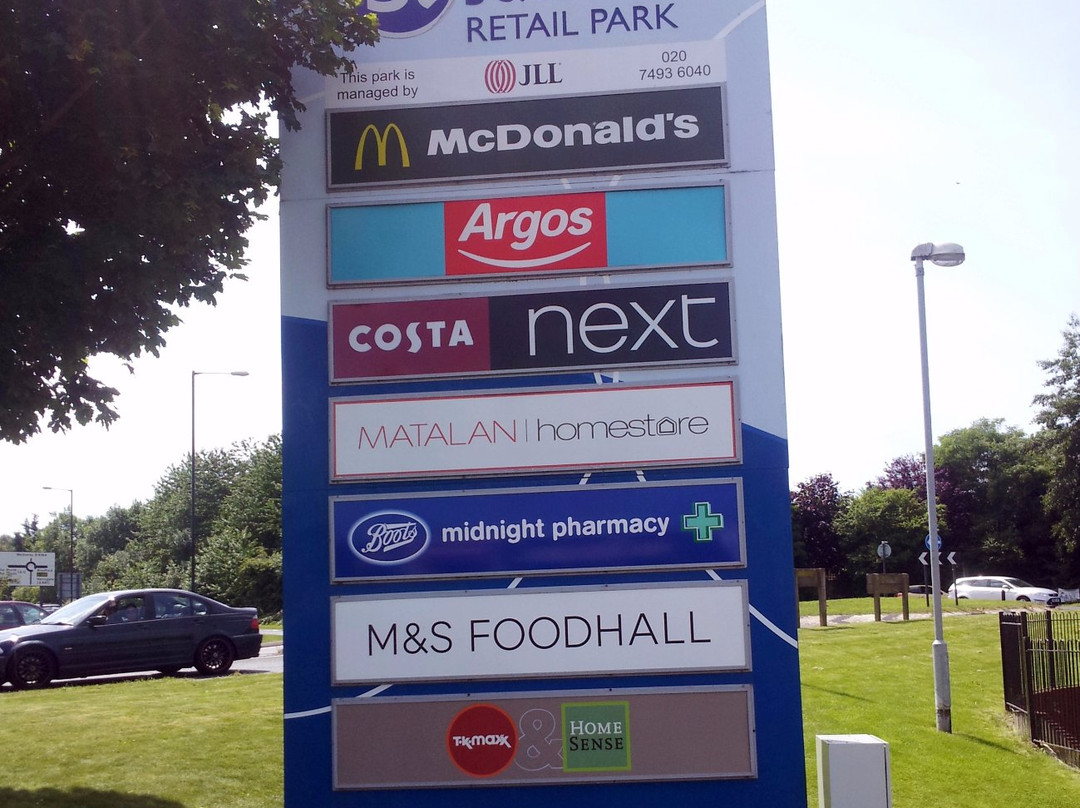 RETAIL PARK
This park is
managed by
JLL
020
7493 6040
McDonald's
Argos
COSTA next
MATALAN | homestore
Boots midnight pharmacy
M&S FOODHALL
T·K·maxx & HOME
SENSE